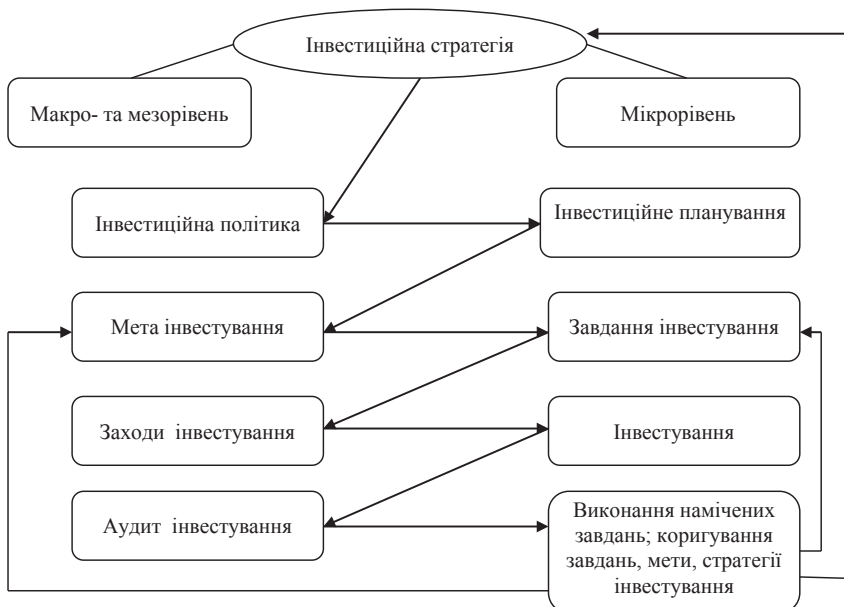 Інвестиційна стратегія
Макро- та мезорівень
Мікрорівень
Інвестиційна політика
Інвестиційне планування
Мета інвестування
Завдання інвестування
Заходи інвестування
Інвестування
Аудит інвестування
Виконання намічених
завдань; коригування
завдань, мети, стратегії
інвестування